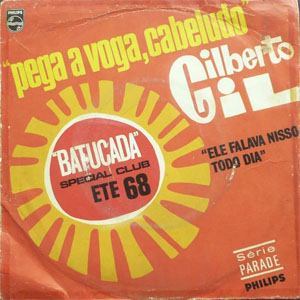 PHILIPS
"pega a voga, cabeludo"
Gilberto
GIL
"BATUCADA"
SPECIAL CLUB
ETE 68
"ELE FALAVA NISSO
TODO DIA"
Série
PARADE
PHILIPS